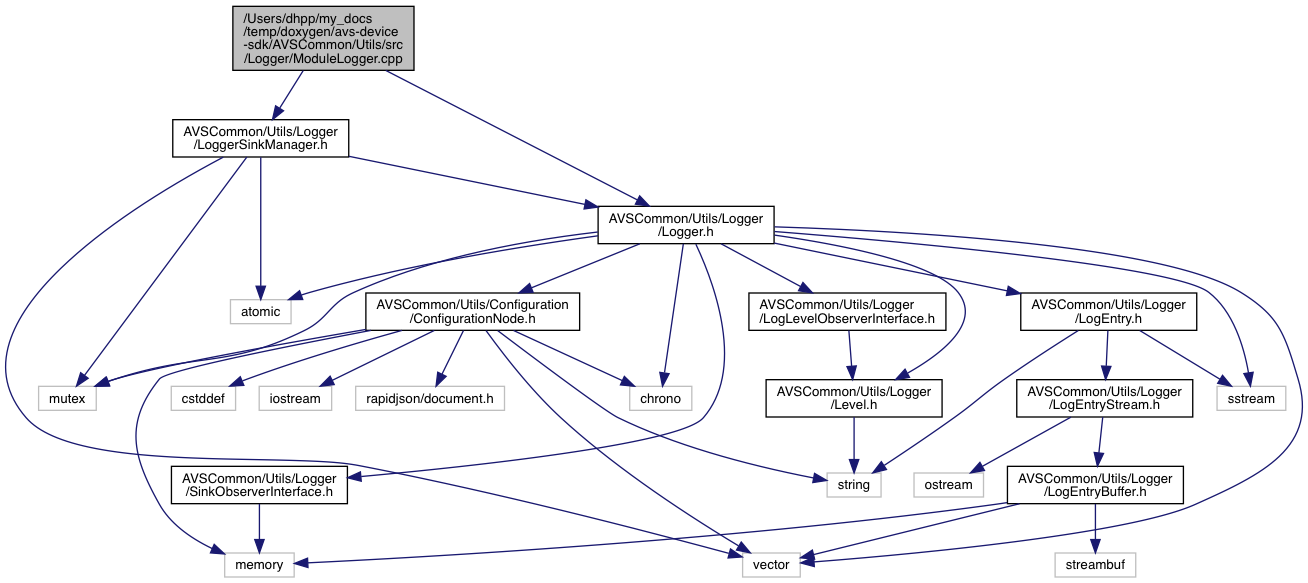 /Users/dhpp/my_docs
/temp/doxygen/avs-device
-sdk/AVSCommon/Utils/src
/Logger/ModuleLogger.cpp
AVSCommon/Utils/Logger
/LoggerSinkManager.h
AVSCommon/Utils/Logger
/Logger.h
atomic
AVSCommon/Utils/Configuration
/ConfigurationNode.h
AVSCommon/Utils/Logger
/LogLevelObserverInterface.h
AVSCommon/Utils/Logger
/LogEntry.h
mutex
cstddef
iostream
rapidjson/document.h
chrono
AVSCommon/Utils/Logger
/Level.h
AVSCommon/Utils/Logger
/LogEntryStream.h
sstream
AVSCommon/Utils/Logger
/SinkObserverInterface.h
string
ostream
AVSCommon/Utils/Logger
/LogEntryBuffer.h
memory
vector
streambuf